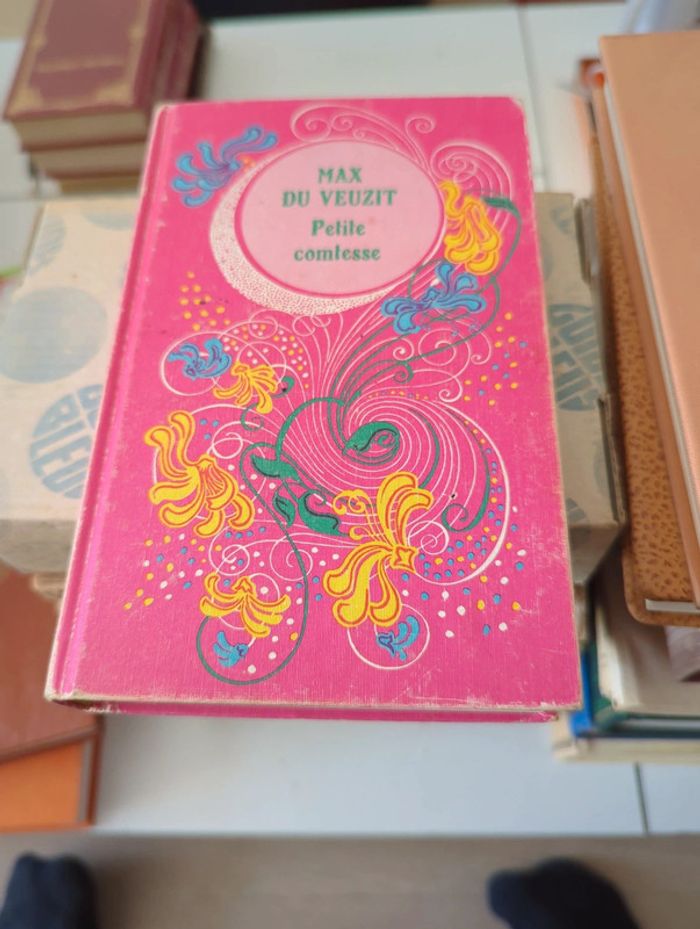 MAX
DU VEUZIT
Petite
comtesse